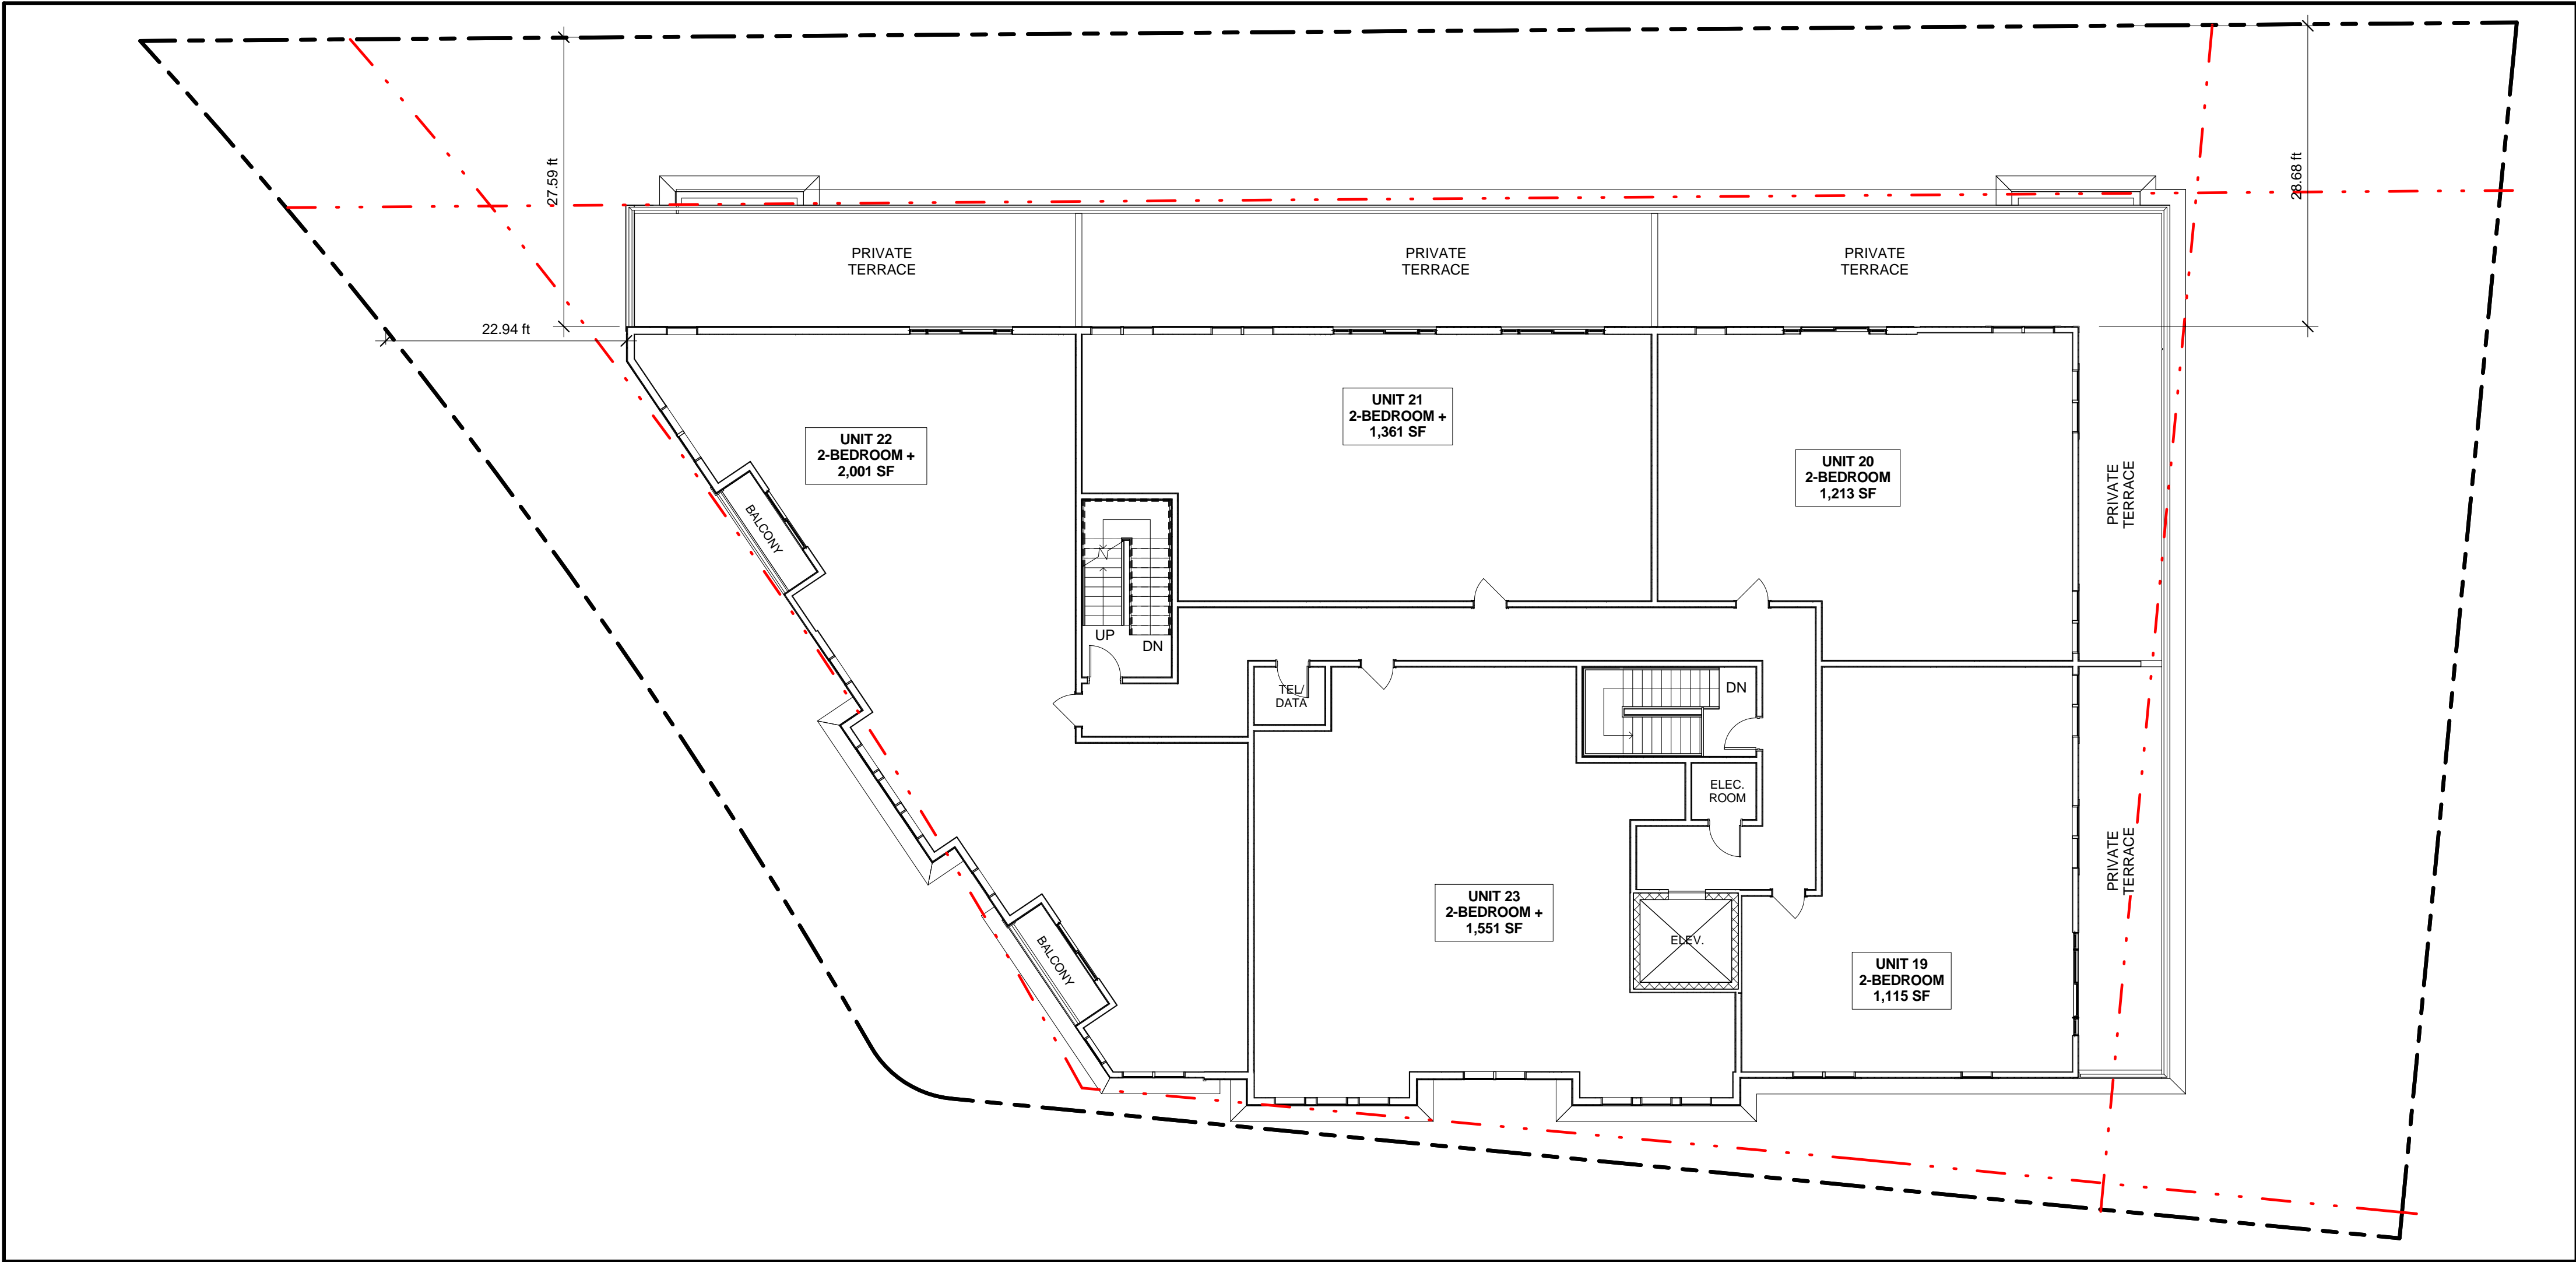 27.59 ft
28.68 ft
22.94 ft
PRIVATE
TERRACE
PRIVATE
TERRACE
PRIVATE
TERRACE
UNIT 22
2-BEDROOM +
2,001 SF
UNIT 21
2-BEDROOM +
1,361 SF
UNIT 20
2-BEDROOM
1,213 SF
PRIVATE
TERRACE
BALCONY
UP
DN
TEL/
DATA
DN
ELEC.
ROOM
PRIVATE
TERRACE
UNIT 23
2-BEDROOM +
1,551 SF
ELEV.
BALCONY
UNIT 19
2-BEDROOM
1,115 SF